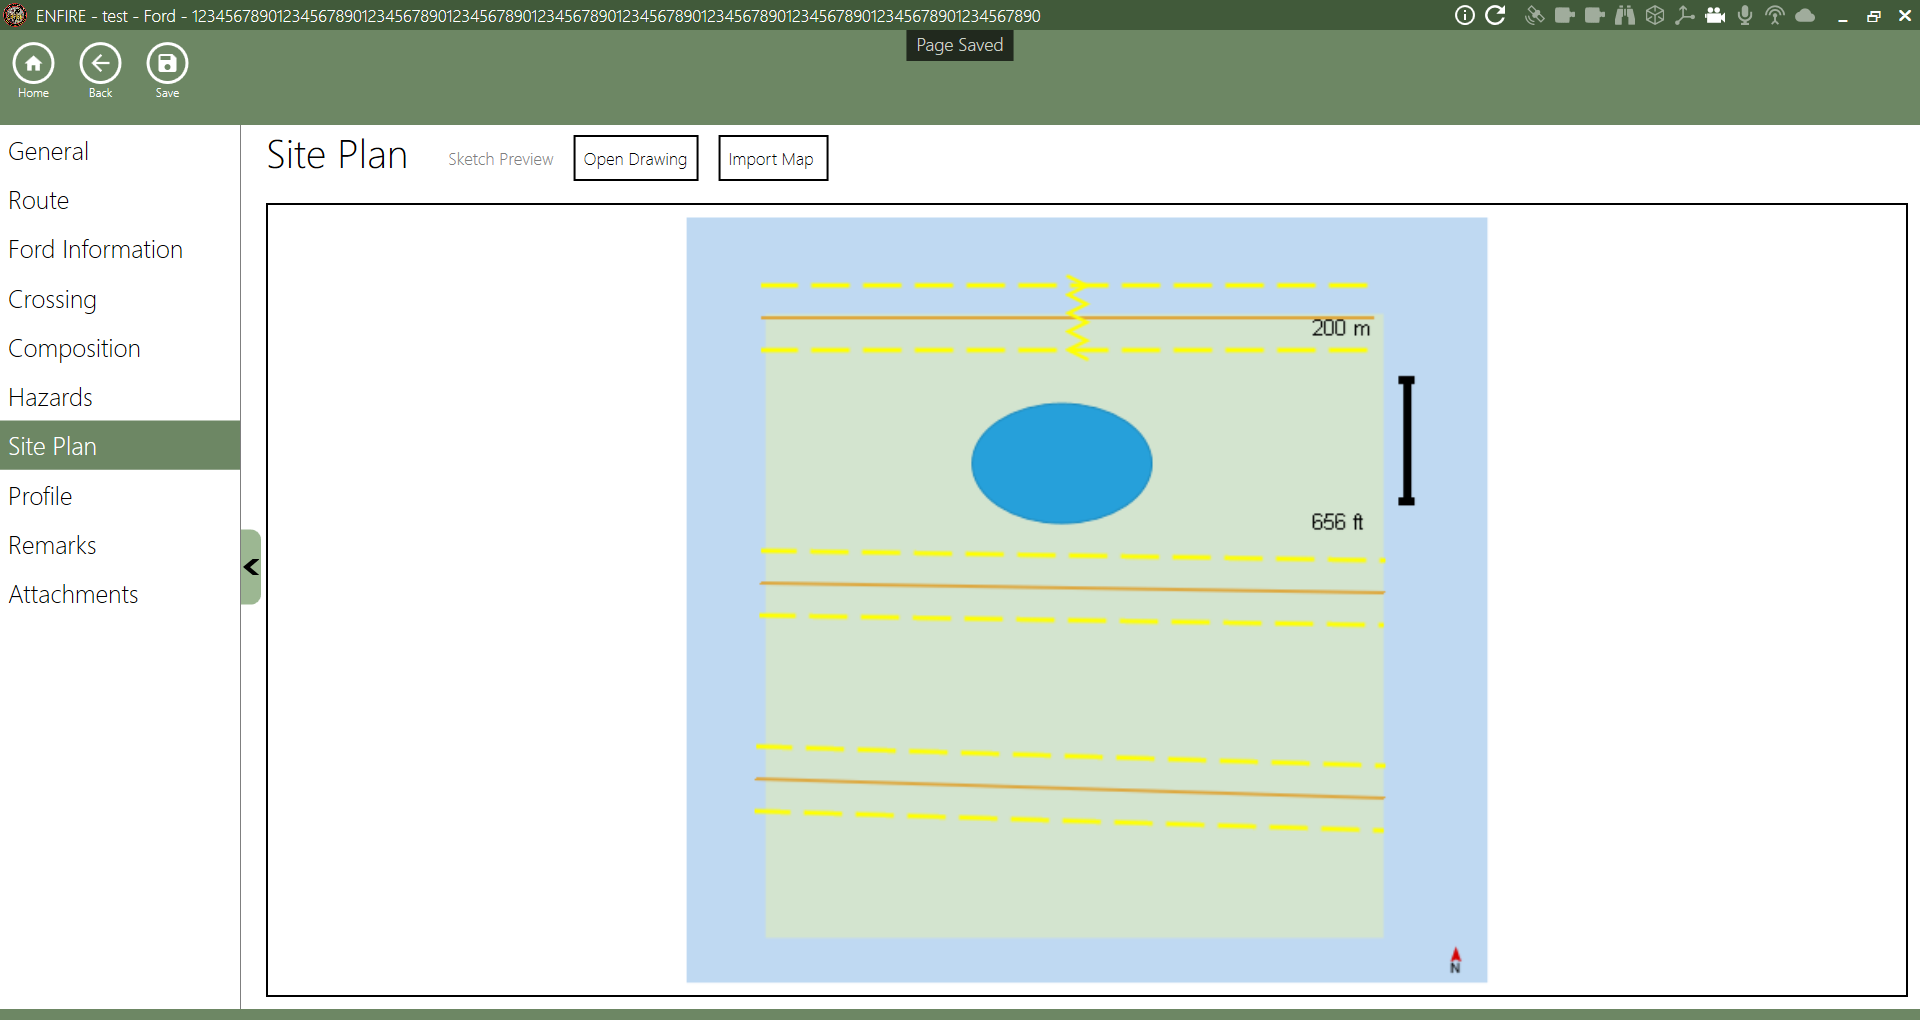 ENFIRE - test - Ford - 1234567890123456789012345678901234567890123456789012345678901234567890123456789012345678901234567890
Page Saved
Home
Back
Save
General
Route
Ford Information
Crossing
Composition
Hazards
Site Plan
Profile
Remarks
Attachments
Site Plan
Sketch Preview
Open Drawing
Import Map
200 m
656 ft
N